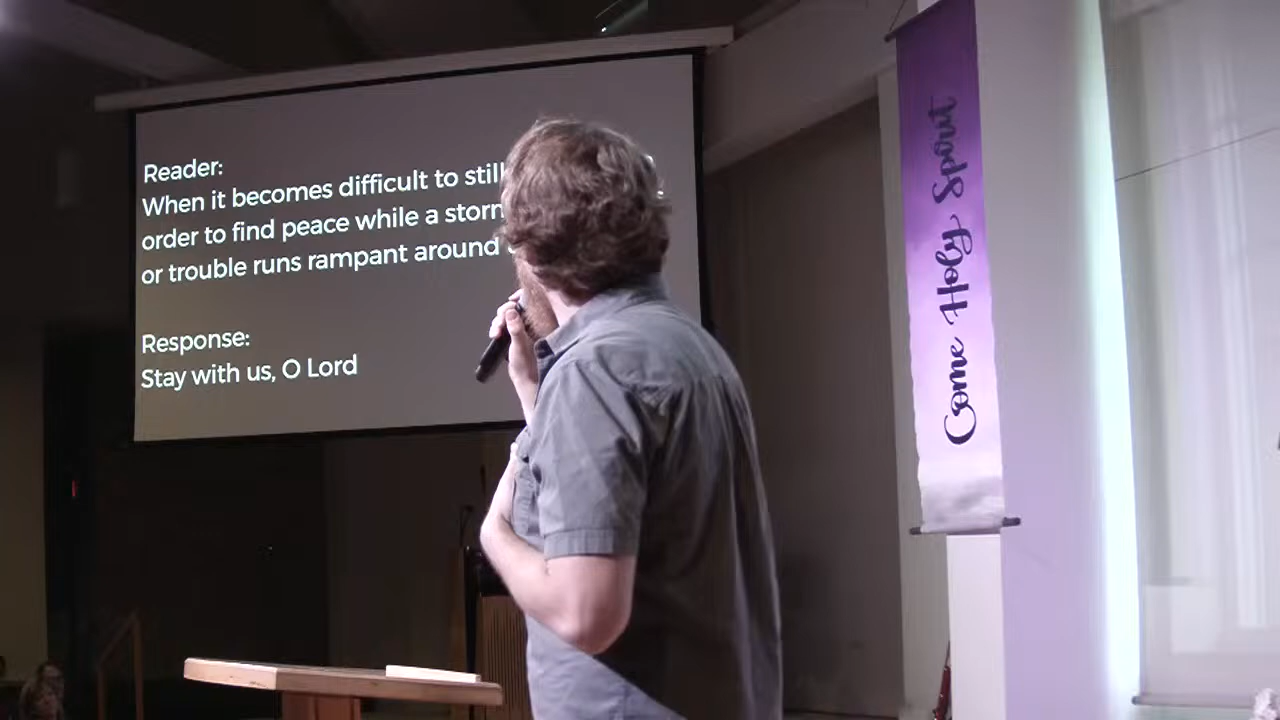 Reader:
When it becomes difficult to still
order to find peace while a storm
or trouble runs rampant around
Response:
Stay with us, O Lord
Come Holy Spirit